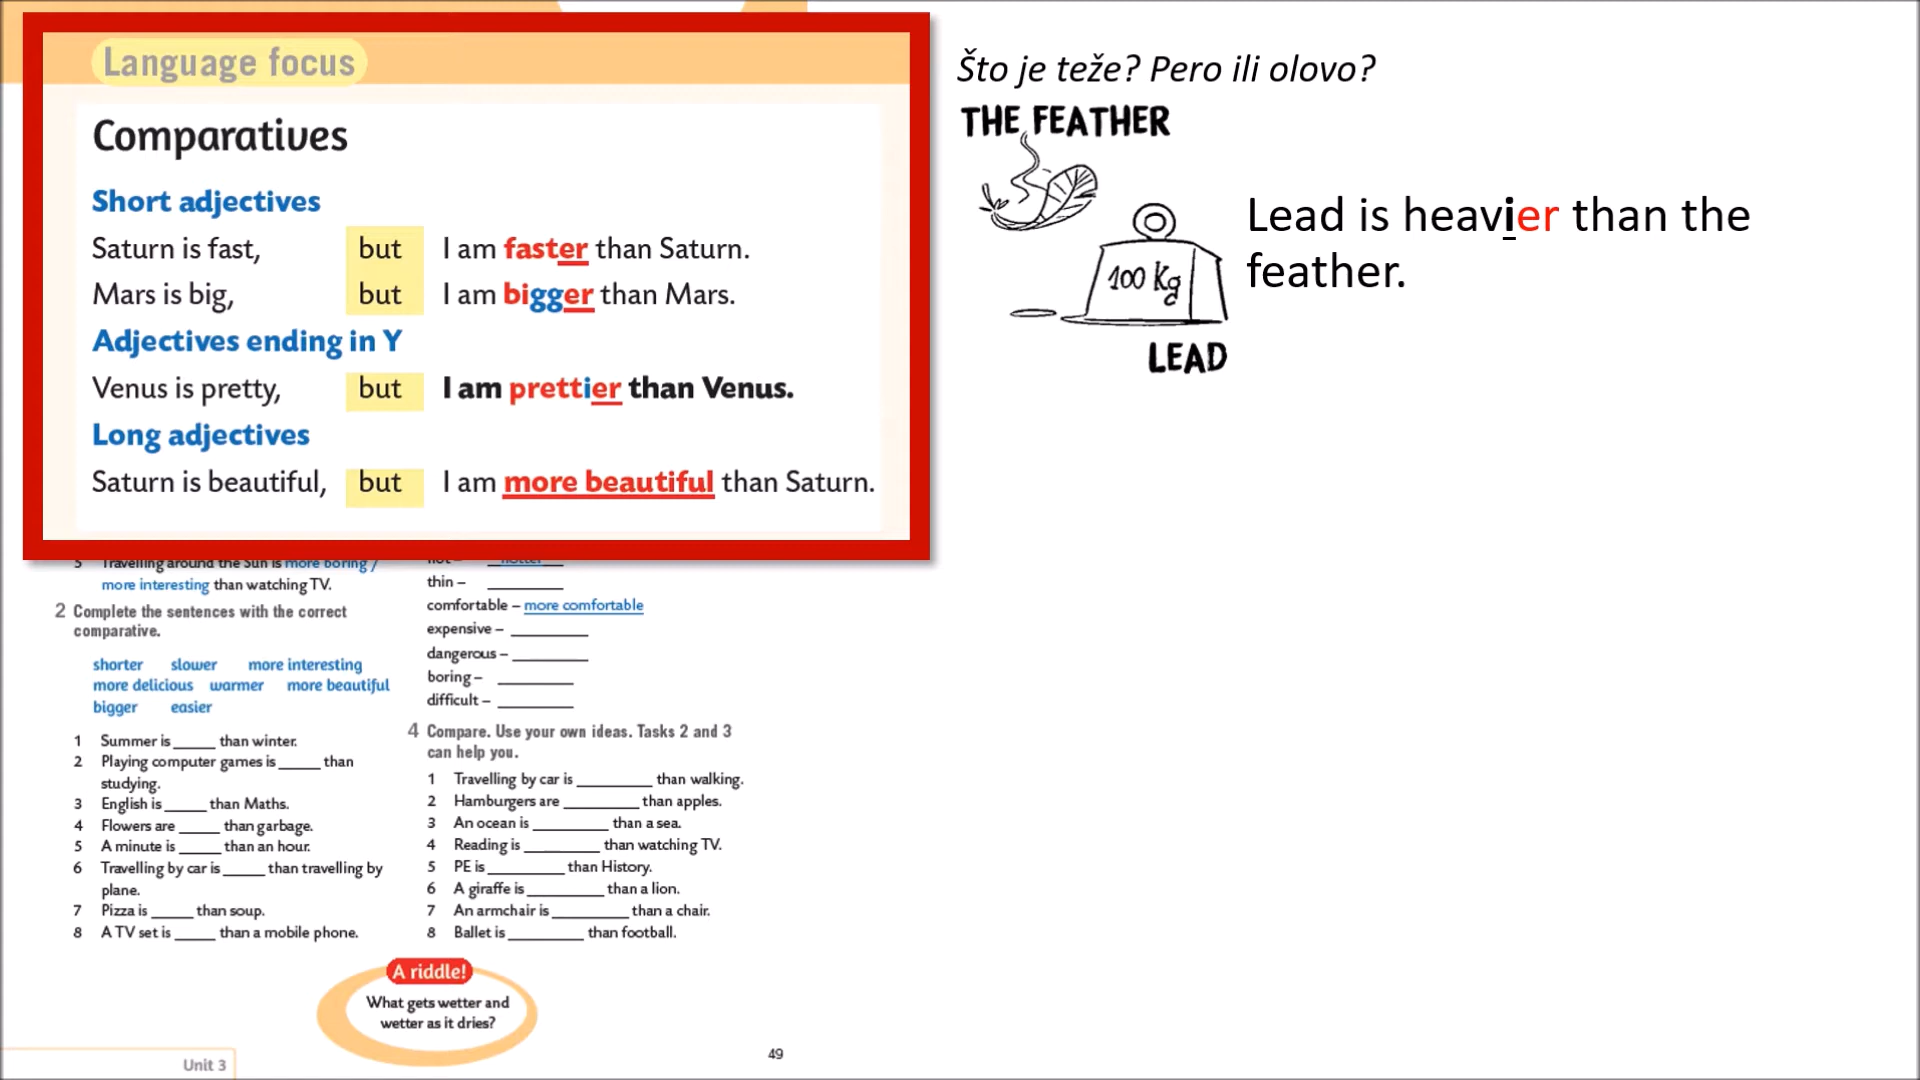 Language focus
Comparatives
Short adjectives
Saturn is fast, but I am faster than Saturn.
Mars is big, but I am bigger than Mars.
Adjectives ending in Y
Venus is pretty, but I am prettier than Venus.
Long adjectives
Saturn is beautiful, but I am more beautiful than Saturn.
Što je teže? Pero ili olovo?
THE FEATHER
100 Kg
LEAD
Lead is heavier than the
feather.
5 Travelling around the Sun is more boring /
more interesting than watching TV.
2 Complete the sentences with the correct
comparative.
shorter slower more interesting
more delicious warmer more beautiful
bigger easier
1 Summer is _____ than winter.
2 Playing computer games is _____ than
studying.
3 English is _____ than Maths.
4 Flowers are _____ than garbage.
5 A minute is _____ than an hour.
6 Travelling by car is _____ than travelling by
plane.
7 Pizza is _____ than soup.
8 A TV set is _____ than a mobile phone.
hot – hotter
thin – _________
comfortable – more comfortable
expensive – _________
dangerous – _________
boring – _________
difficult – _________
4 Compare. Use your own ideas. Tasks 2 and 3
can help you.
1 Travelling by car is _________ than walking.
2 Hamburgers are _________ than apples.
3 An ocean is _________ than a sea.
4 Reading is _________ than watching TV.
5 PE is _________ than History.
6 A giraffe is _________ than a lion.
7 An armchair is _________ than a chair.
8 Ballet is _________ than football.
A riddle!
What gets wetter and
wetter as it dries?
Unit 3
49